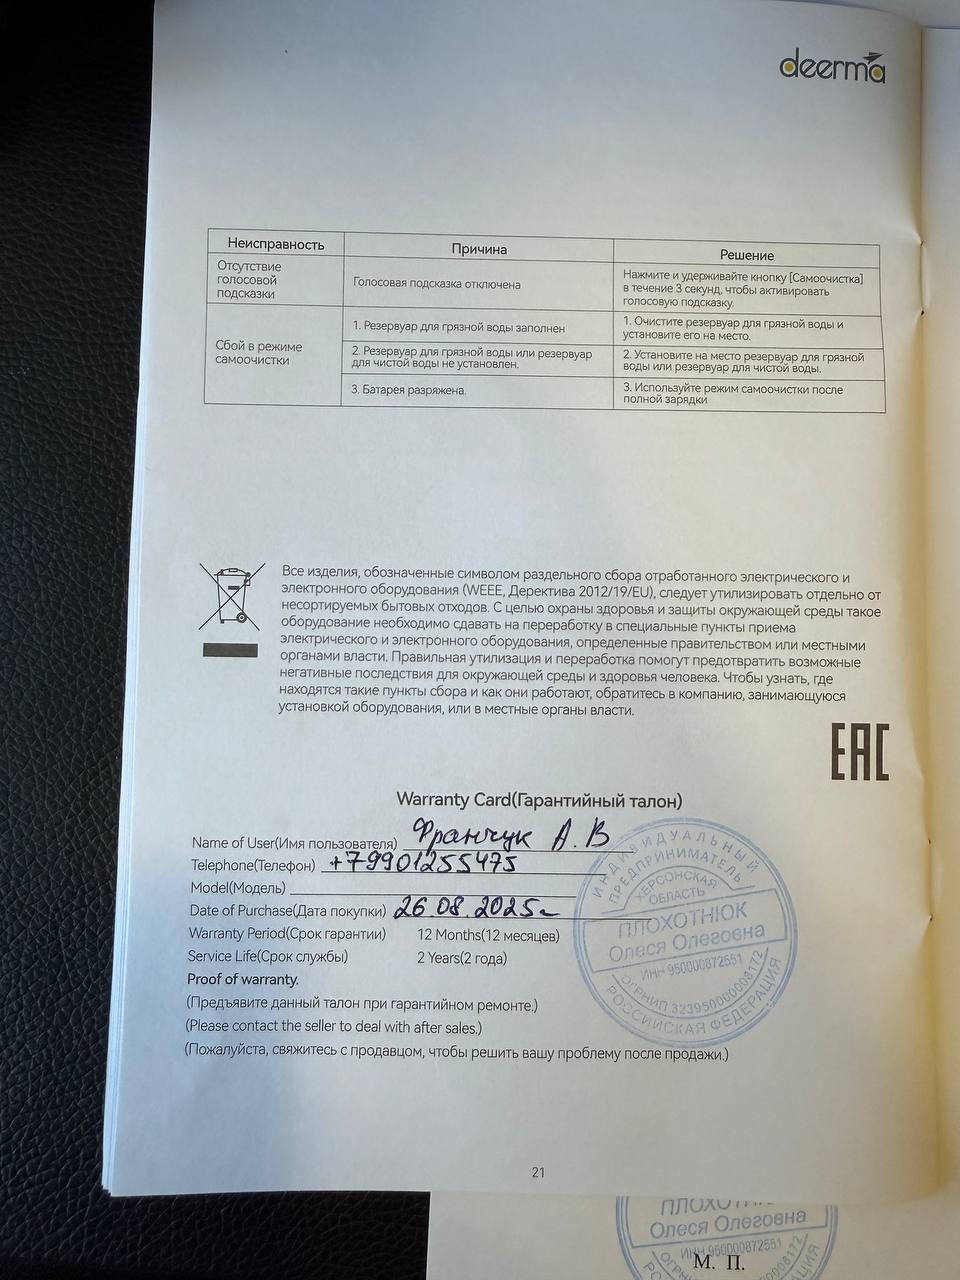 deerma
Неисправность Причина Решение
Отсутствие голосовой подсказки Голосовая подсказка отключена Нажмите и удерживайте кнопку [Самоочистка] в течение 3 секунд, чтобы активировать голосовую подсказку.
Сбой в режиме самоочистки
1. Резервуар для грязной воды заполнен 1. Очистите резервуар для грязной воды и установите его на место.
2. Резервуар для грязной воды или резервуар для чистой воды не установлен. 2. Установите на место резервуар для грязной воды или резервуар для чистой воды.
3. Батарея разряжена. 3. Используйте режим самоочистки после полной зарядки
Все изделия, обозначенные символом раздельного сбора отработанного электрического и
электронного оборудования (WEEE, Деректива 2012/19/EU), следует утилизировать отдельно от
несортируемых бытовых отходов. С целью охраны здоровья и защиты окружающей среды такое
оборудование необходимо сдавать на переработку в специальные пункты приема
электрического и электронного оборудования, определенные правительством или местными
органами власти. Правильная утилизация и переработка помогут предотвратить возможные
негативные последствия для окружающей среды и здоровья человека. Чтобы узнать, где
находятся такие пункты сбора и как они работают, обратитесь в компанию, занимающуюся
установкой оборудования, или в местные органы власти.
EAC
Warranty Card(Гарантийный талон)
Name of User(Имя пользователя) Франчук А.В
Telephone(Телефон) +79901255475
Model(Модель)
Date of Purchase(Дата покупки) 26.08.2025г
Warranty Period(Срок гарантии) 12 Months(12 месяцев)
Service Life(Срок службы) 2 Years(2 года)
Proof of warranty.
(Предъявите данный талон при гарантийном ремонте.)
(Please contact the seller to deal with after sales.)
(Пожалуйста, свяжитесь с продавцом, чтобы решить вашу проблему после продажи.)
ИНДИВИДУАЛЬНЫЙ
ПРЕДПРИНИМАТЕЛЬ
ХЕРСОНСКАЯ
ОБЛАСТЬ
ПЛОХОТНЮК
Олеся Олеговна
ИНН 950000872551
ОГРНИП 323950000008172
РОССИЙСКАЯ ФЕДЕРАЦИЯ
21
Олеся Олеговна
ИНН 950000872551
М. П.